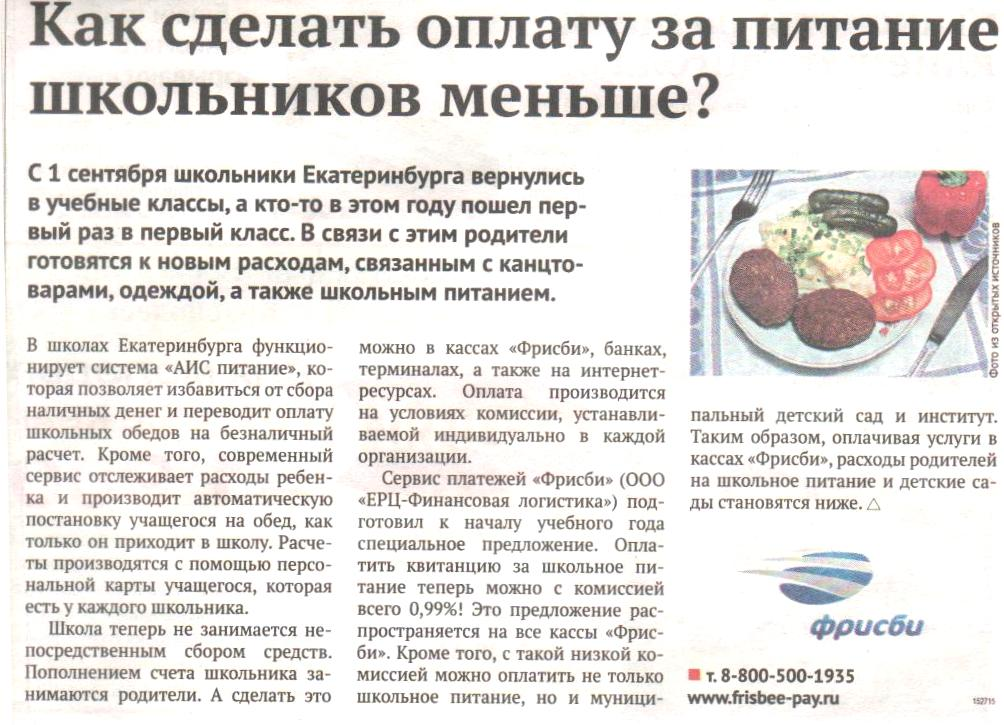 Как сделать оплату за питание
школьников меньше?
С 1 сентября школьники Екатеринбурга вернулись
в учебные классы, а кто-то в этом году пошел пер-
вый раз в первый класс. В связи с этим родители
готовятся к новым расходам, связанным с канцто-
варами, одеждой, а также школьным питанием.
В школах Екатеринбурга функцио-
нирует система «АИС питание», ко-
торая позволяет избавиться от сбора
наличных денег и переводит оплату
школьных обедов на безналичный
расчет. Кроме того, современный
сервис отслеживает расходы ребен-
ка и производит автоматическую
постановку учащегося на обед, как
только он приходит в школу. Расче-
ты производятся с помощью персо-
нальной карты учащегося, которая
есть у каждого школьника.
Школа теперь не занимается не-
посредственным сбором средств.
Пополнением счета школьника за-
нимаются родители. А сделать это
можно в кассах «Фрисби», банках,
терминалах, а также на интернет-
ресурсах. Оплата производится
на условиях комиссии, устанавли-
ваемой индивидуально в каждой
организации.
Сервис платежей «Фрисби» (ООО
«ЕРЦ-Финансовая логистика») под-
готовил к началу учебного года
специальное предложение. Опла-
тить квитанцию за школьное пи-
тание теперь можно с комиссией
всего 0,99%! Это предложение рас-
пространяется на все кассы «Фрис-
би». Кроме того, с такой низкой ко-
миссией можно оплатить не только
школьное питание, но и муници-
Фото из открытых источников
пальный детский сад и институт.
Таким образом, оплачивая услуги в
кассах «Фрисби», расходы родителей
на школьное питание и детские са-
ды становятся ниже. △
фрисби
т. 8-800-500-1935
www.frisbee-pay.ru
152715